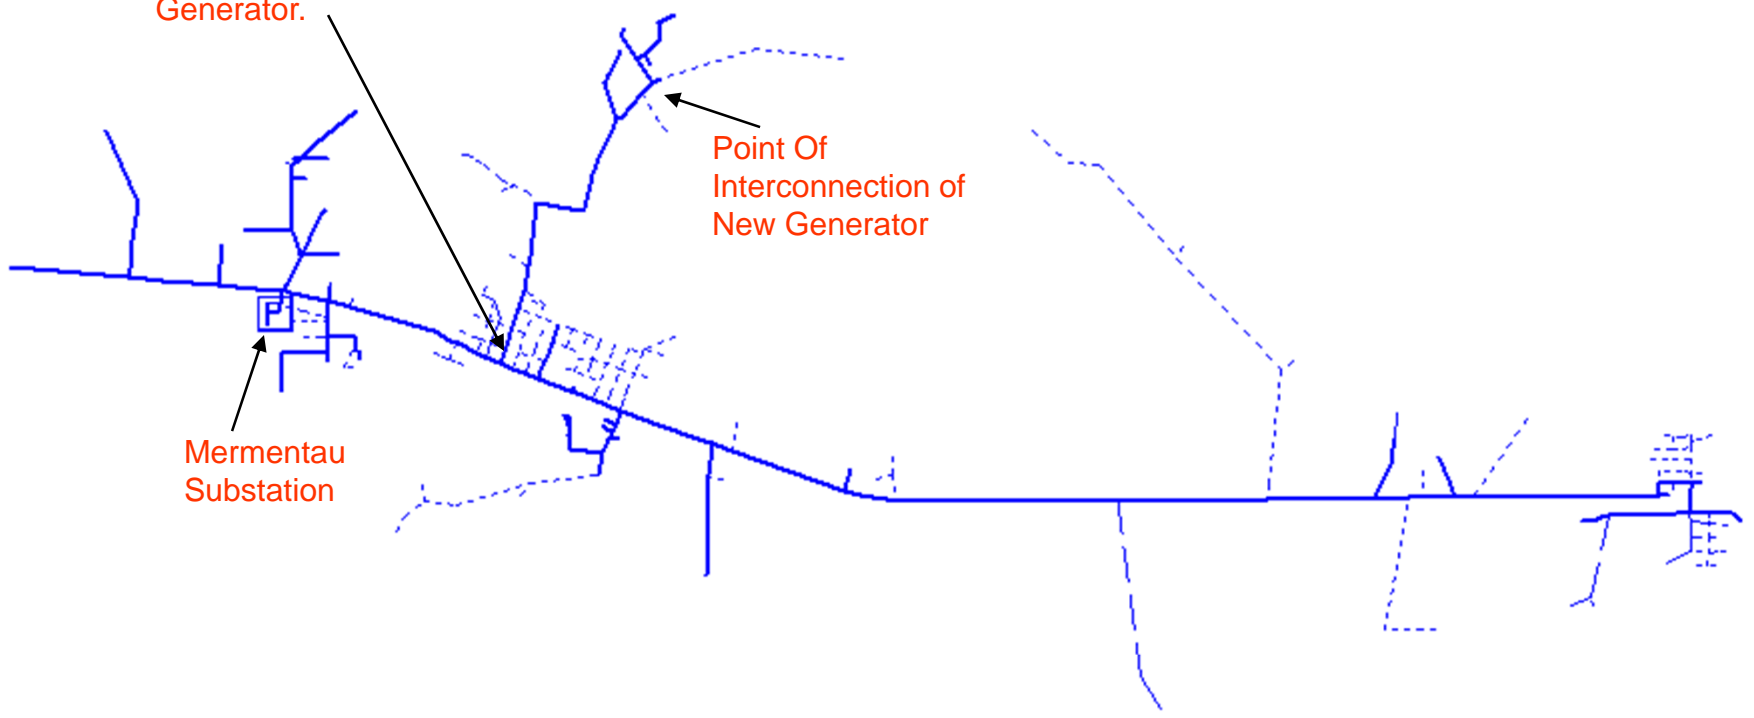 Generator.
Point Of
Interconnection of
New Generator
Mermentau
Substation